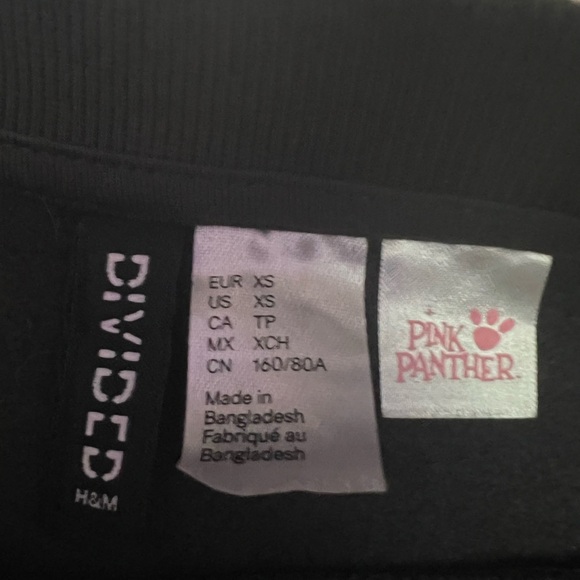 DIVIDED
H&M
EUR XS
US XS
CA TP
MX XCH
CN 160/80A
Made in
Bangladesh
Fabriqué au
Bangladesh
PINK
PANTHER